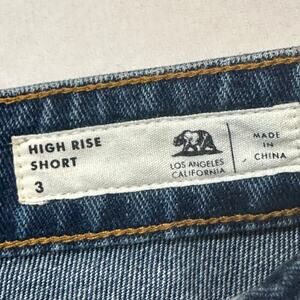 HIGH RISE
SHORT
3
LOS ANGELES
CALIFORNIA
MADE
IN
CHINA